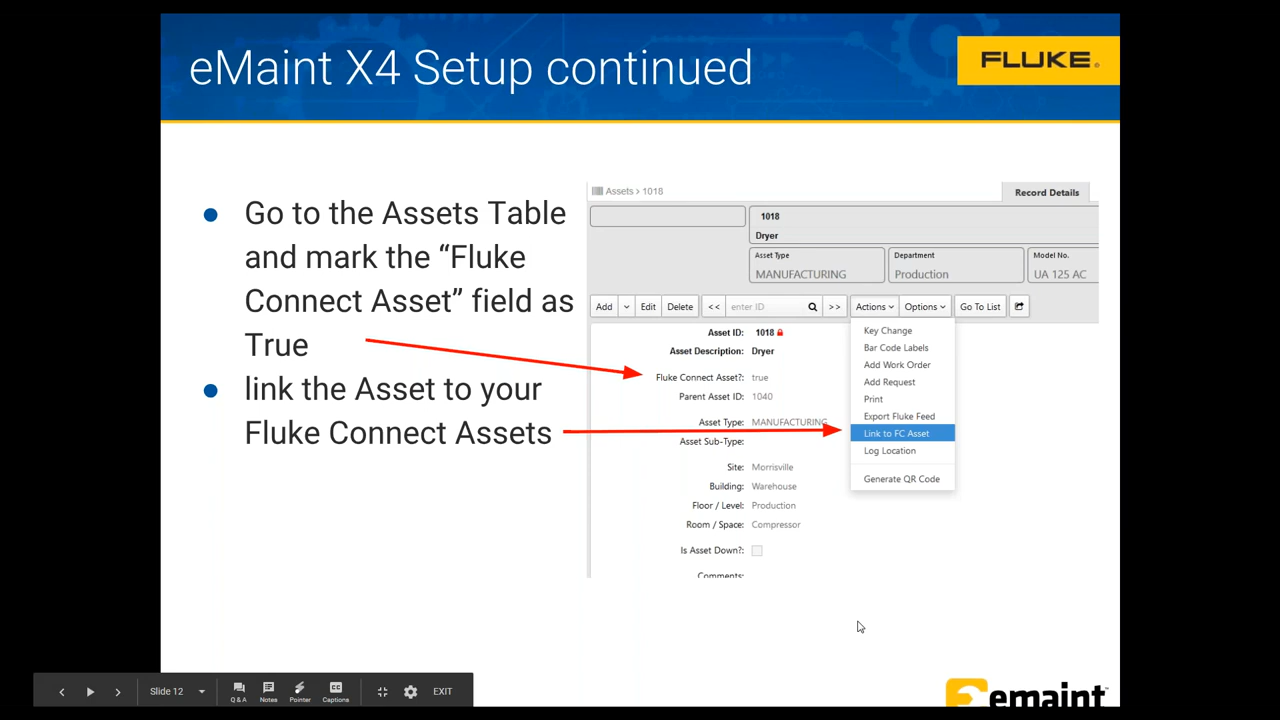 eMaint X4 Setup continued
FLUKE®
Go to the Assets Table
and mark the “Fluke
Connect Asset” field as
True
link the Asset to your
Fluke Connect Assets
Assets > 1018
Record Details
1018
Dryer
Asset Type
MANUFACTURING
Department
Production
Model No.
UA 125 AC
Add Edit Delete << enter ID >> Actions Options Go To List
Asset ID: 1018
Asset Description: Dryer
Fluke Connect Asset?: true
Parent Asset ID: 1040
Asset Type: MANUFACTURING
Asset Sub-Type:
Site: Morrisville
Building: Warehouse
Floor / Level: Production
Room / Space: Compressor
Is Asset Down?:
Comments:
Key Change
Bar Code Labels
Add Work Order
Add Request
Print
Export Fluke Feed
Link to FC Asset
Log Location
Generate QR Code
Slide 12
Q & A Notes Pointer Captions
EXIT
emaint™